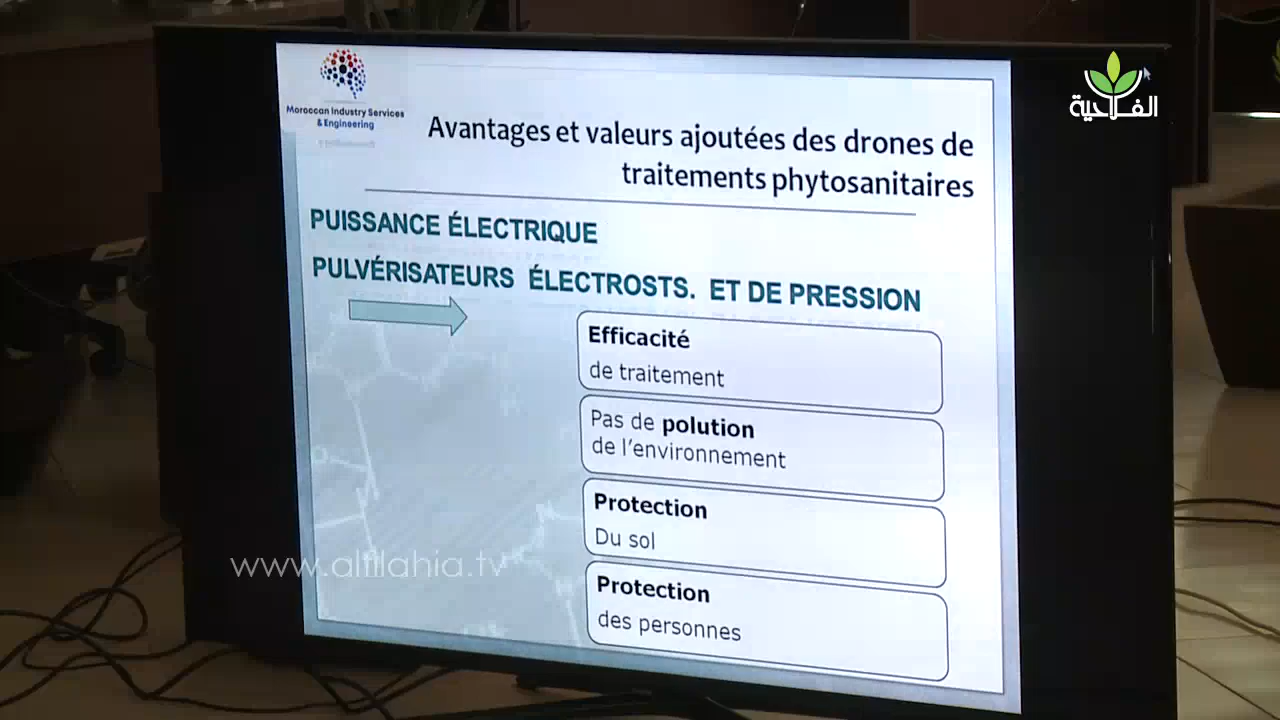 Moroccan Industry Services
& Engineering
Avantages et valeurs ajoutées des drones de
traitements phytosanitaires
PUISSANCE ÉLECTRIQUE
PULVÉRISATEURS ÉLECTROSTS. ET DE PRESSION
Efficacité
de traitement
Pas de polution
de l'environnement
Protection
Du sol
Protection
des personnes
الفلاحية
www.alfilahia.tv